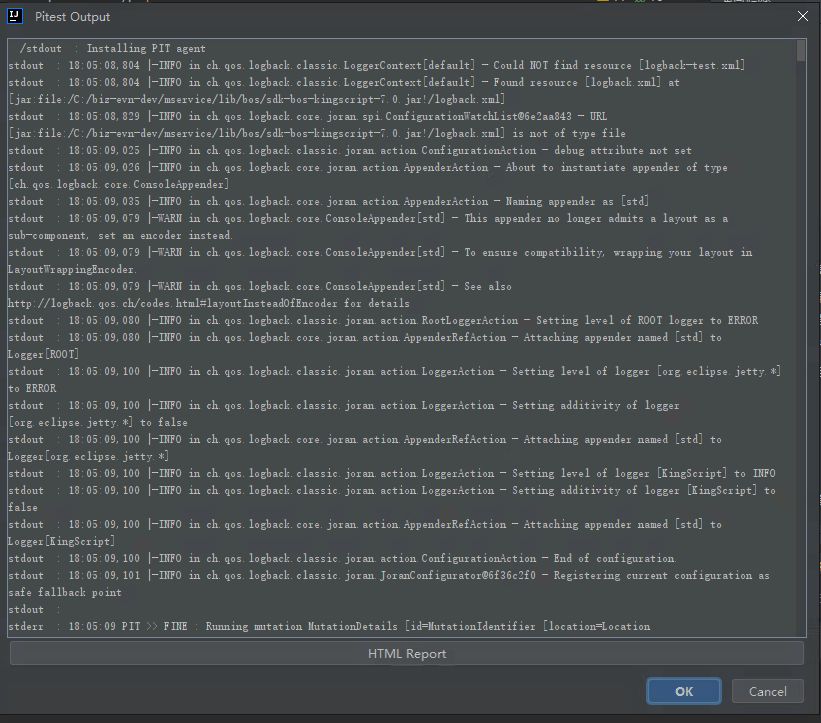 IJ Pitest Output
/stdout : Installing PIT agent
stdout : 18:05:08,804 |-INFO in ch.qos.logback.classic.LoggerContext[default] - Could NOT find resource [logback-test.xml]
stdout : 18:05:08,804 |-INFO in ch.qos.logback.classic.LoggerContext[default] - Found resource [logback.xml] at
[jar:file:/C:/biz-evn-dev/mservice/lib/bos/sdk-bos-kingscript-7.0.jar!/logback.xml]
stdout : 18:05:08,829 |-INFO in ch.qos.logback.core.joran.spi.ConfigurationWatchList@6e2aa843 - URL
[jar:file:/C:/biz-evn-dev/mservice/lib/bos/sdk-bos-kingscript-7.0.jar!/logback.xml] is not of type file
stdout : 18:05:09,025 |-INFO in ch.qos.logback.classic.joran.action.ConfigurationAction - debug attribute not set
stdout : 18:05:09,026 |-INFO in ch.qos.logback.core.joran.action.AppenderAction - About to instantiate appender of type
[ch.qos.logback.core.ConsoleAppender]
stdout : 18:05:09,035 |-INFO in ch.qos.logback.core.joran.action.AppenderAction - Naming appender as [std]
stdout : 18:05:09,079 |-WARN in ch.qos.logback.core.ConsoleAppender[std] - This appender no longer admits a layout as a
sub-component, set an encoder instead.
stdout : 18:05:09,079 |-WARN in ch.qos.logback.core.ConsoleAppender[std] - To ensure compatibility, wrapping your layout in
LayoutWrappingEncoder.
stdout : 18:05:09,079 |-WARN in ch.qos.logback.core.ConsoleAppender[std] - See also
http://logback.qos.ch/codes.html#layoutInsteadOfEncoder for details
stdout : 18:05:09,080 |-INFO in ch.qos.logback.classic.joran.action.RootLoggerAction - Setting level of ROOT logger to ERROR
stdout : 18:05:09,080 |-INFO in ch.qos.logback.core.joran.action.AppenderRefAction - Attaching appender named [std] to
Logger[ROOT]
stdout : 18:05:09,100 |-INFO in ch.qos.logback.classic.joran.action.LoggerAction - Setting level of logger [org.eclipse.jetty.*]
to ERROR
stdout : 18:05:09,100 |-INFO in ch.qos.logback.classic.joran.action.LoggerAction - Setting additivity of logger
[org.eclipse.jetty.*] to false
stdout : 18:05:09,100 |-INFO in ch.qos.logback.core.joran.action.AppenderRefAction - Attaching appender named [std] to
Logger[org.eclipse.jetty.*]
stdout : 18:05:09,100 |-INFO in ch.qos.logback.classic.joran.action.LoggerAction - Setting level of logger [KingScript] to INFO
stdout : 18:05:09,100 |-INFO in ch.qos.logback.classic.joran.action.LoggerAction - Setting additivity of logger [KingScript] to
false
stdout : 18:05:09,100 |-INFO in ch.qos.logback.core.joran.action.AppenderRefAction - Attaching appender named [std] to
Logger[KingScript]
stdout : 18:05:09,100 |-INFO in ch.qos.logback.classic.joran.action.ConfigurationAction - End of configuration.
stdout : 18:05:09,101 |-INFO in ch.qos.logback.classic.joran.JoranConfigurator@6f36c2f0 - Registering current configuration as
safe fallback point
stdout :
stderr : 18:05:09 PIT >> FINE : Running mutation MutationDetails [id=MutationIdentifier [location=Location
HTML Report
OK
Cancel